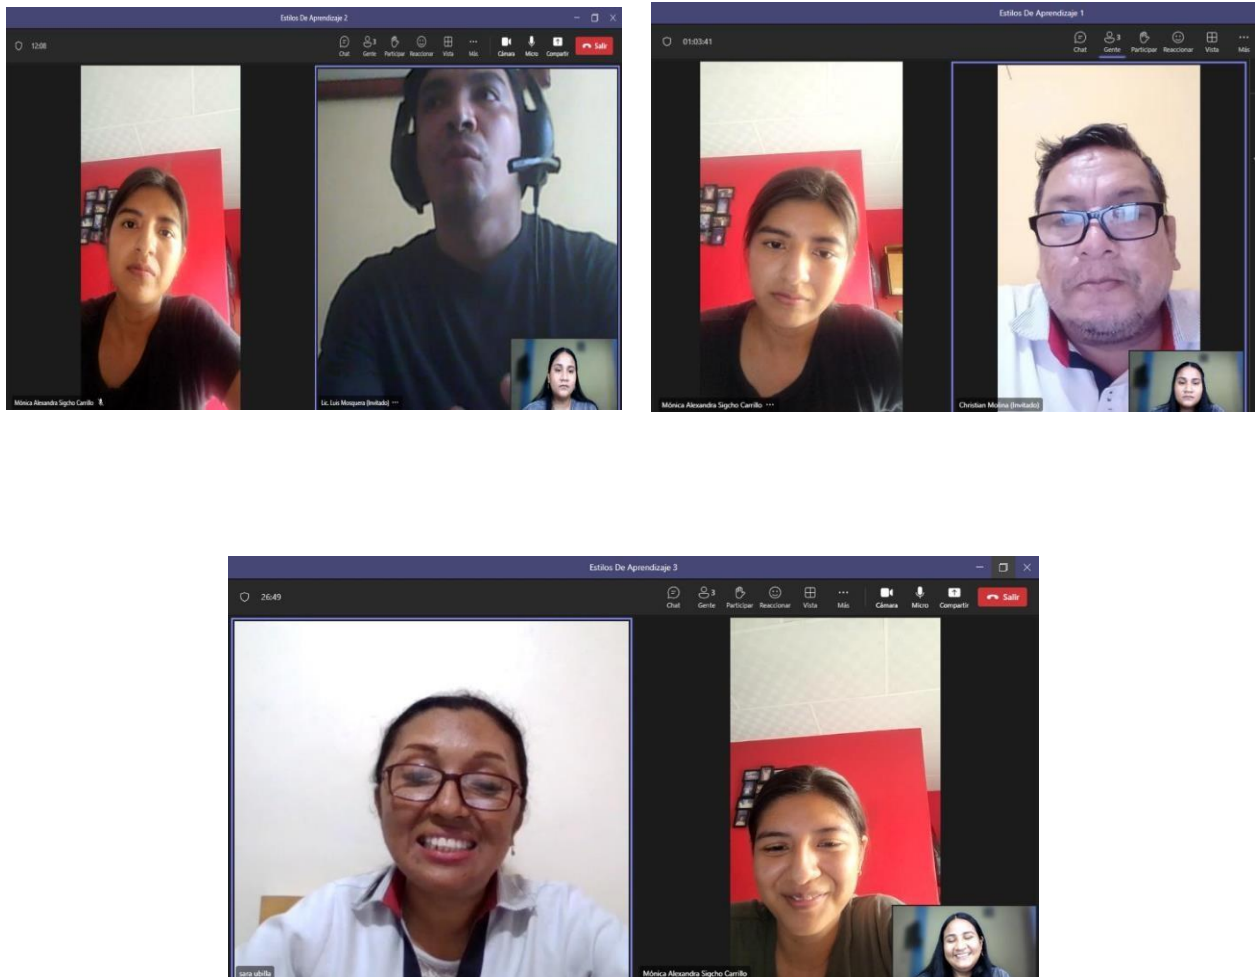 Estilos De Aprendizaje 2
12:08
Chat Gente 3 Participar Reaccionar Vista Más Cámara Micro Compartir Salir
Mónica Alexandra Sigcho Carrillo
Lic. Luis Mosquera (Invitado) ...
Estilos De Aprendizaje 1
01:03:41
Chat Gente 3 Participar Reaccionar Vista Más
Mónica Alexandra Sigcho Carrillo ...
Christian Molina (Invitado)
Estilos De Aprendizaje 3
26:49
Chat Gente 3 Participar Reaccionar Vista Más Cámara Micro Compartir Salir
sara ubilla
Mónica Alexandra Sigcho Carrillo